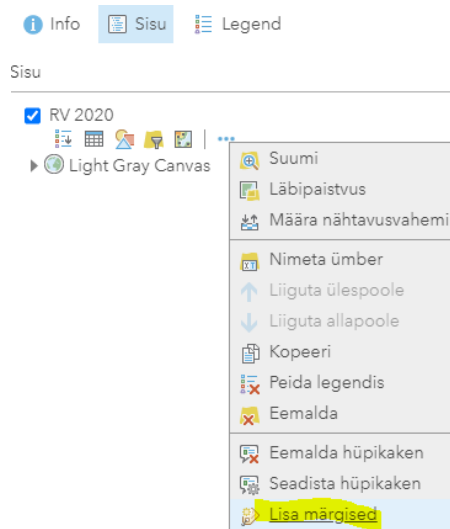 Info Sisu Legend
Sisu
RV 2020
Light Gray Canvas
Suumi
Läbipaistvus
Määra nähtavusvahemi
Nimeta ümber
Liiguta ülespoole
Liiguta allapoole
Kopeeri
Peida legendis
Eemalda
Eemalda hüpikaken
Seadista hüpikaken
Lisa märgised